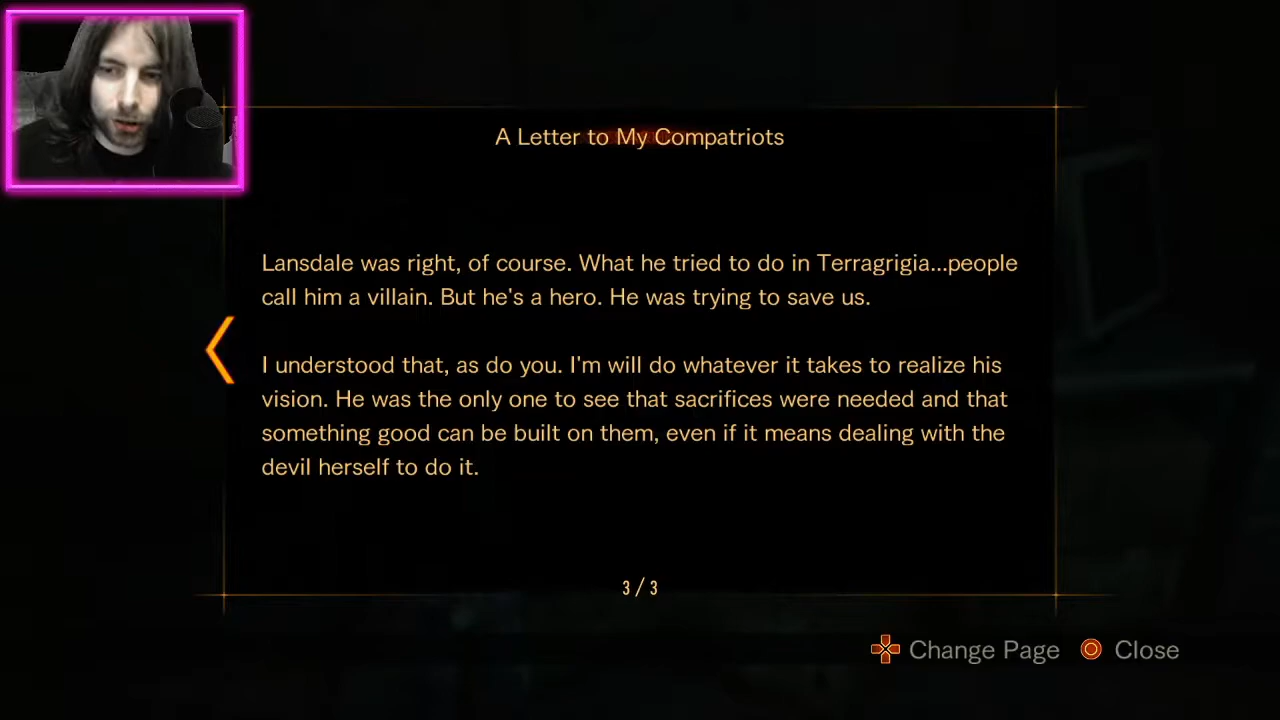 A Letter to My Compatriots
Lansdale was right, of course. What he tried to do in Terragrigia...people
call him a villain. But he's a hero. He was trying to save us.
I understood that, as do you. I'm will do whatever it takes to realize his
vision. He was the only one to see that sacrifices were needed and that
something good can be built on them, even if it means dealing with the
devil herself to do it.
3 / 3
Change Page
Close